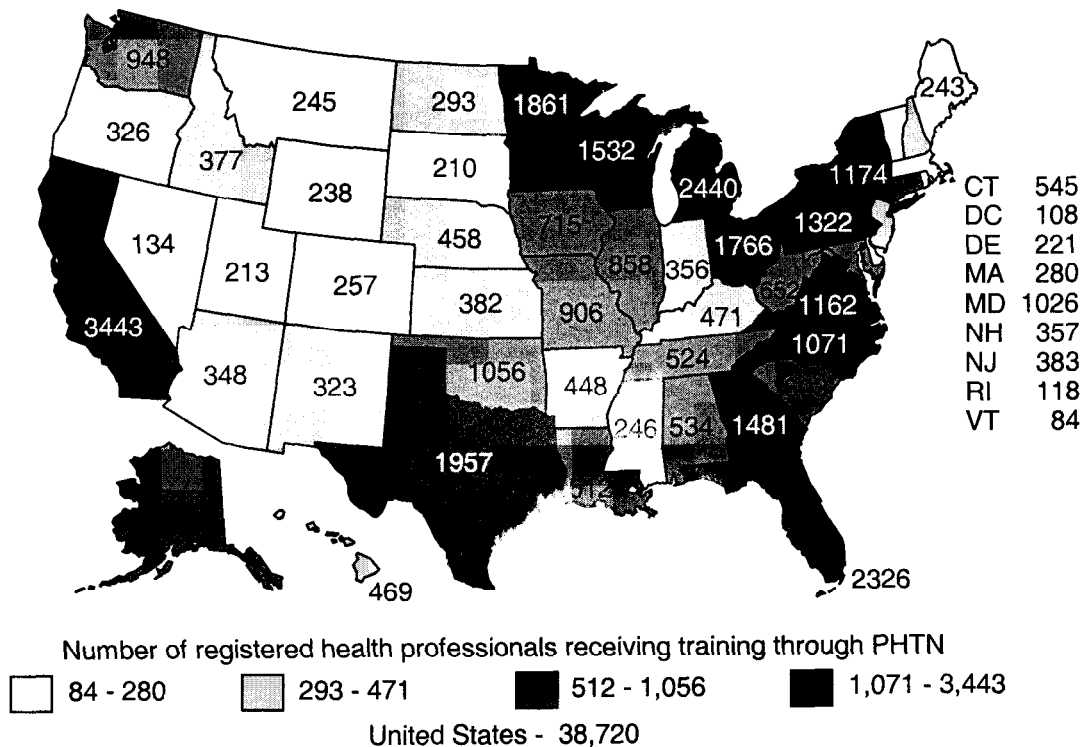 948
245
293
1861
243
326
377
1532
210
2440
1174
238
CT 545
DC 108
DE 221
MA 280
MD 1026
NH 357
NJ 383
RI 118
VT 84
1322
134
458
715
1766
213
257
858
356
652
1162
382
906
471
3443
1071
524
348
323
1056
448
246
534
1481
1957
512
2326
469
Number of registered health professionals receiving training through PHTN
84 - 280
293 - 471
512 - 1,056
1,071 - 3,443
United States - 38,720